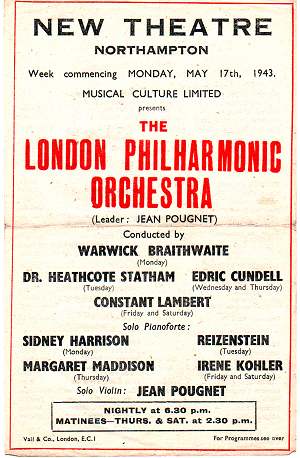 NEW THEATRE
NORTHAMPTON
Week commencing MONDAY, MAY 17th, 1943.
MUSICAL CULTURE LIMITED
presents
THE
LONDON PHILHARMONIC
ORCHESTRA
(Leader: JEAN POUGNET)
Conducted by
WARWICK BRAITHWAITE
(Monday)
DR. HEATHCOTE STATHAM EDRIC CUNDELL
(Tuesday) (Wednesday and Thursday)
CONSTANT LAMBERT
(Friday and Saturday)
Solo Pianoforte:
SIDNEY HARRISON REIZENSTEIN
(Monday) (Tuesday)
MARGARET MADDISON IRENE KOHLER
(Thursday) (Friday and Saturday)
Solo Violin: JEAN POUGNET
NIGHTLY at 6.30 p.m.
MATINEES—THURS. & SAT. at 2.30 p.m.
Vail & Co., London, E.C.1 For Programmes see over